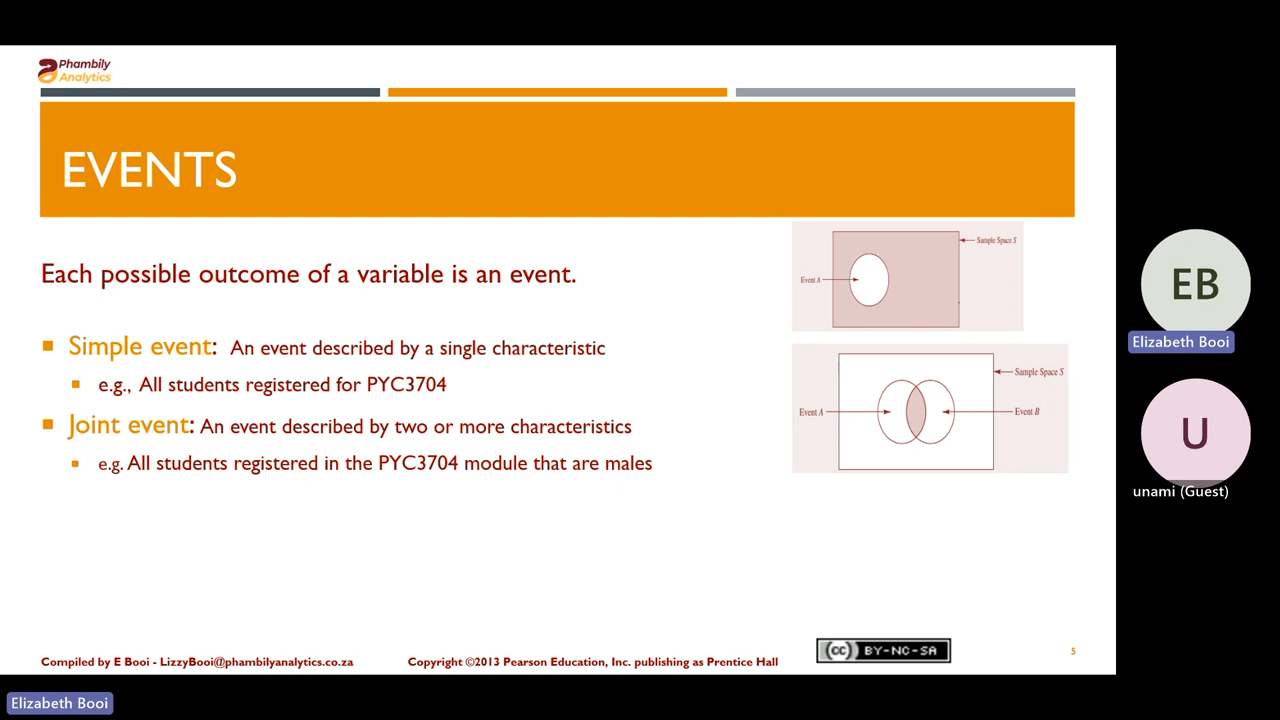 Phambily
Analytics
EVENTS
Each possible outcome of a variable is an event.
Simple event: An event described by a single characteristic
e.g., All students registered for PYC3704
Joint event: An event described by two or more characteristics
e.g. All students registered in the PYC3704 module that are males
Sample Space S
Event A
Sample Space S
Event A
Event B
Compiled by E Booi - LizzyBooi@phambilyanalytics.co.za
Copyright ©2013 Pearson Education, Inc. publishing as Prentice Hall
cc BY-NC-SA
5
EB
Elizabeth Booi
U
unami (Guest)
Elizabeth Booi